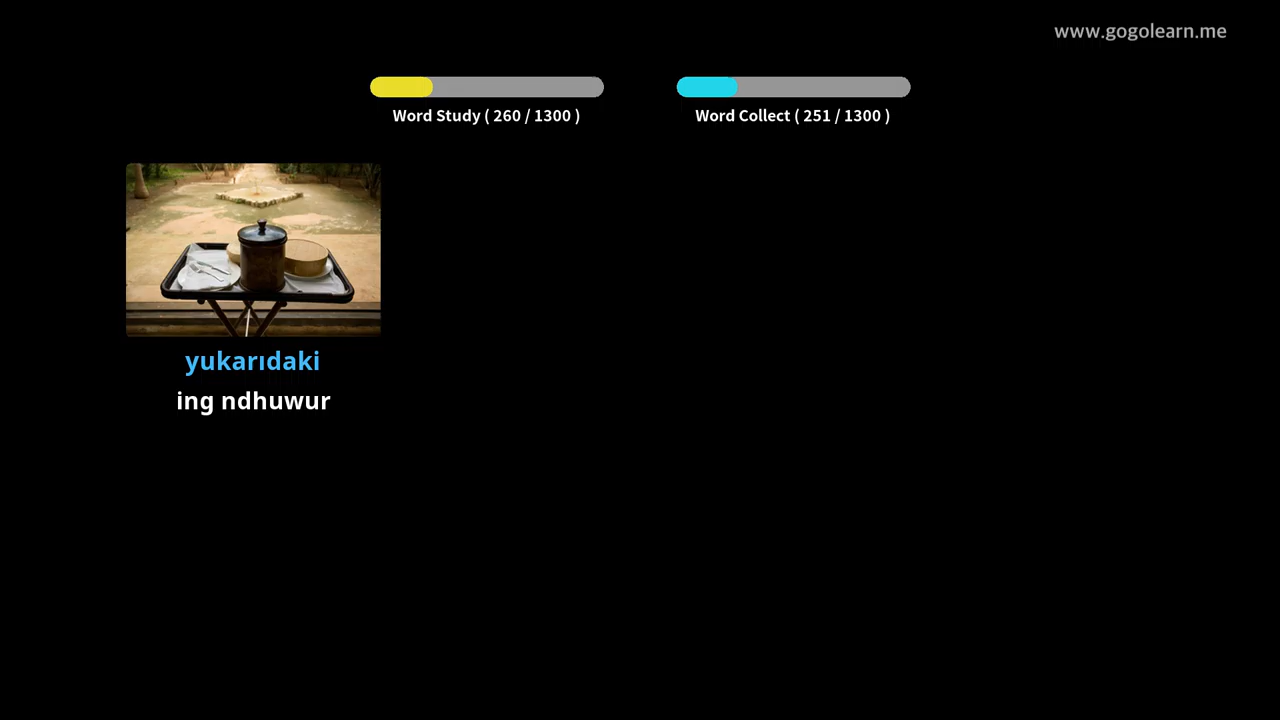 www.gogolearn.me
Word Study ( 260 / 1300 )
Word Collect ( 251 / 1300 )
yukarıdaki
ing ndhuwur